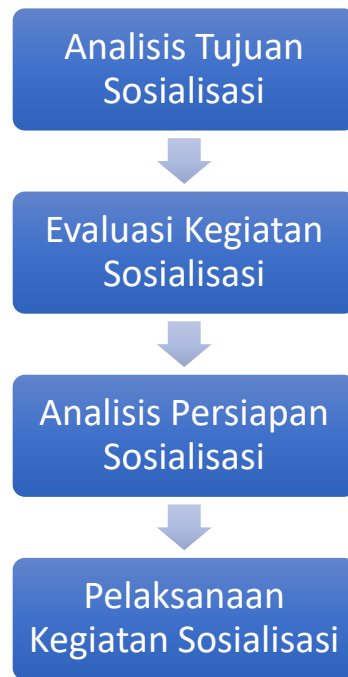 Analisis Tujuan
Sosialisasi
Evaluasi Kegiatan
Sosialisasi
Analisis Persiapan
Sosialisasi
Pelaksanaan
Kegiatan Sosialisasi